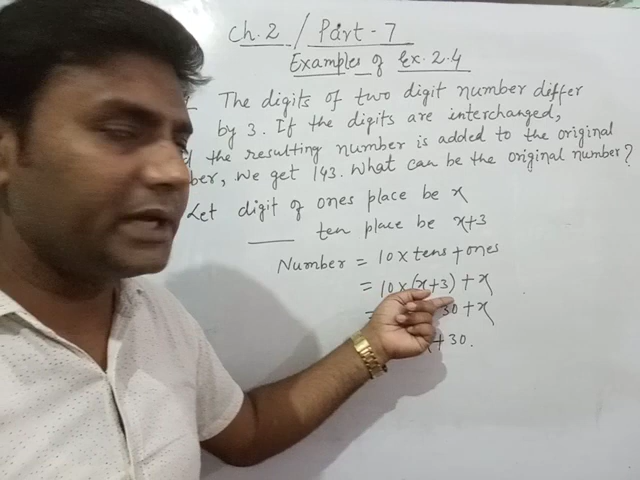 Ch.2 / Part-7
Examples of Ex. 2.4
The digits of two digit number differ
by 3. If the digits are interchanged,
the resulting number is added to the original
ber, we get 143. What can be the original number?
Let digit of ones place be x
ten place be x+3
Number = 10 x tens + ones
= 10 x (x+3) + x
= 30 + x
+ 30.